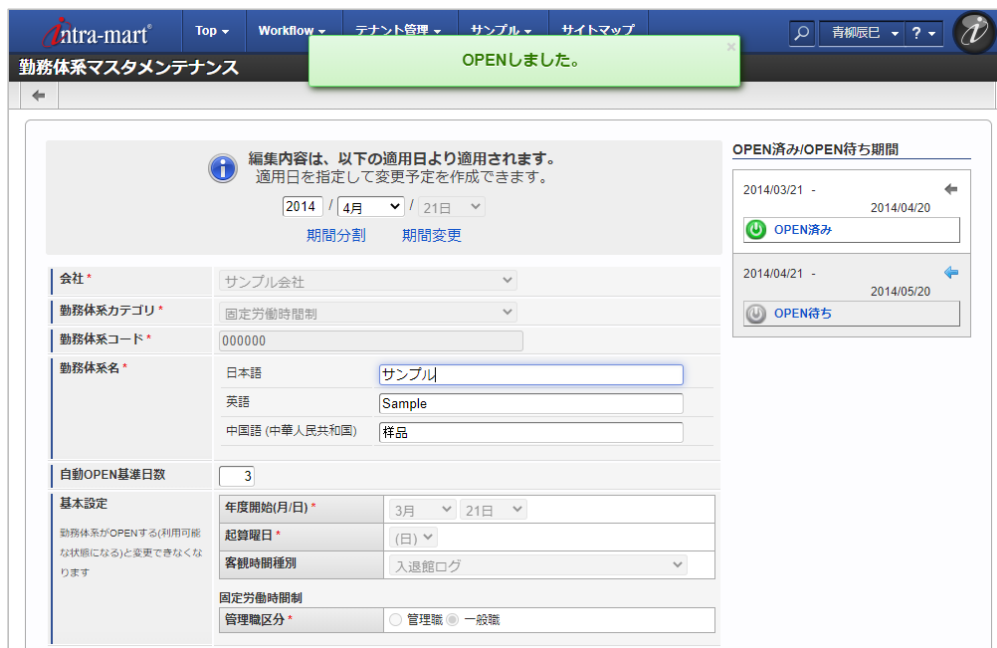 intra-mart®
Top Workflow テナント管理 サンプル サイトマップ 青柳辰巳 ?
OPENしました。 ×
勤務体系マスタメンテナンス
編集内容は、以下の適用日より適用されます。
適用日を指定して変更予定を作成できます。
2014 / 4月 / 21日
期間分割 期間変更
会社 * サンプル会社
勤務体系カテゴリ * 固定労働時間制
勤務体系コード * 000000
勤務体系名 *
日本語 サンプル
英語 Sample
中国語 (中華人民共和国) 样品
自動OPEN基準日数 3
基本設定
勤務体系がOPENする(利用可能
な状態になる)と変更できなくな
ります
年度開始(月/日) * 3月 21日
起算曜日 * (日)
客観時間種別 入退館ログ
固定労働時間制
管理職区分 * 管理職 一般職
OPEN済み/OPEN待ち期間
2014/03/21 -
2014/04/20
OPEN済み
2014/04/21 -
2014/05/20
OPEN待ち